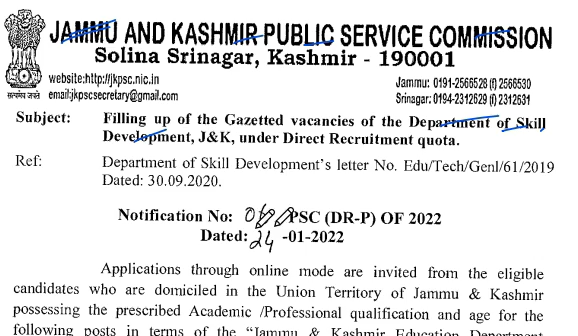 JAMMU AND KASHMIR PUBLIC SERVICE COMMISSION
Solina Srinagar, Kashmir - 190001
सत्यमेव जयते
website:http://jkpsc.nic.in
email:jkpscsecretary@gmail.com
Jammu: 0191-2566528 (f) 2566530
Srinagar: 0194-2312629 (f) 2312631
Subject: Filling up of the Gazetted vacancies of the Department of Skill
Development, J&K, under Direct Recruitment quota.
Ref: Department of Skill Development's letter No. Edu/Tech/Genl/61/2019
Dated: 30.09.2020.
Notification No: PSC (DR-P) OF 2022
Dated: 24 -01-2022
Applications through online mode are invited from the eligible
candidates who are domiciled in the Union Territory of Jammu & Kashmir
possessing the prescribed Academic /Professional qualification and age for the
following posts in terms of the "Jammu & Kashmir Education Department